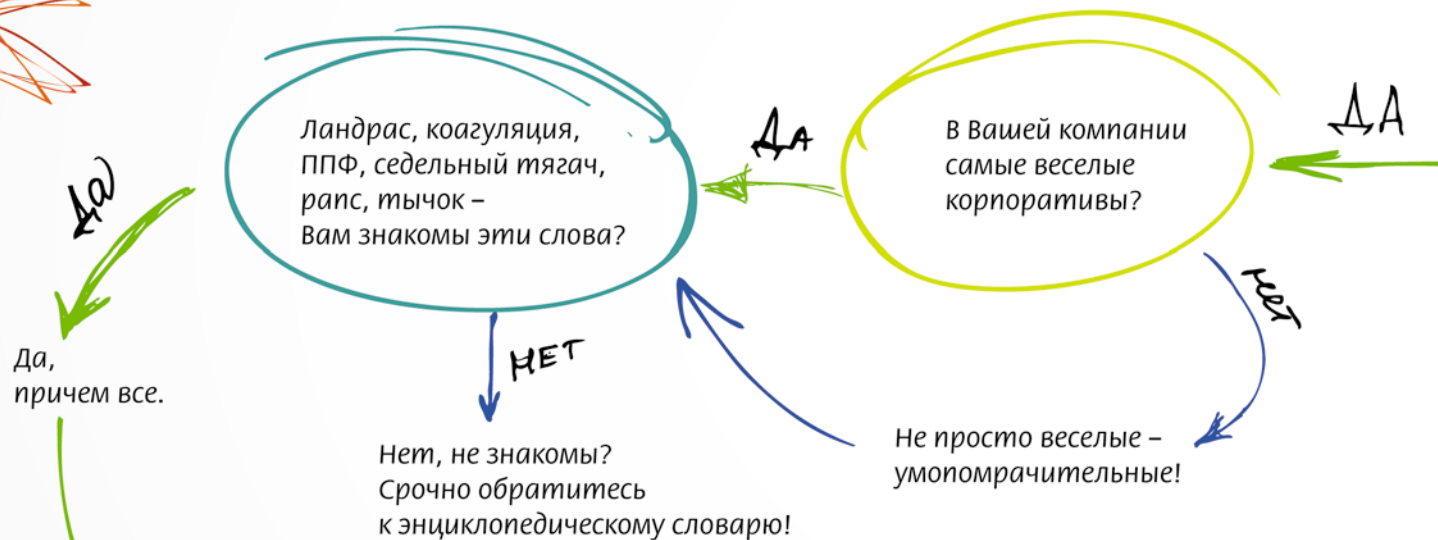 Ландрас, коагуляция,
ППФ, седельный тягач,
рапс, тычок –
Вам знакомы эти слова?
ДА
В Вашей компании
самые веселые
корпоративы?
ДА
Да
НЕТ
нет
Да,
причем все.
Нет, не знакомы?
Срочно обратитесь
к энциклопедическому словарю!
Не просто веселые –
умопомрачительные!